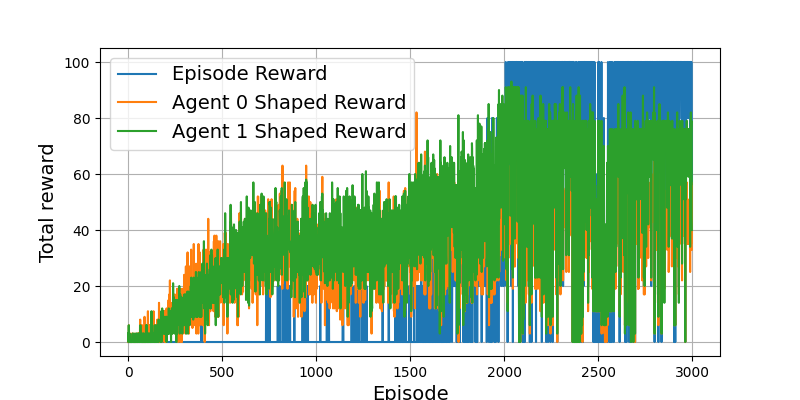 100
80
60
40
20
0
Total reward
Episode Reward
Agent 0 Shaped Reward
Agent 1 Shaped Reward
0
500
1000
1500
2000
2500
3000
Episode